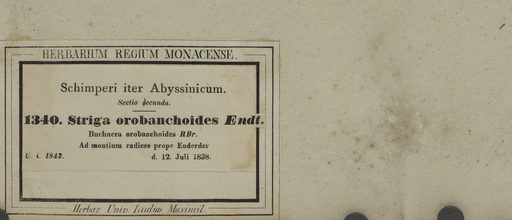 HERBARIUM REGIUM MONACENSE.
Schimperi iter Abyssinicum.
Sectio secunda.
1340. Striga orobanchoides Endl.
Buchnera orobanchoides RBr.
Ad montium radices prope Enderder
U. i. 1842. d. 12. Juli 1838.
Herbar. Univ. Ludov. Maximil.